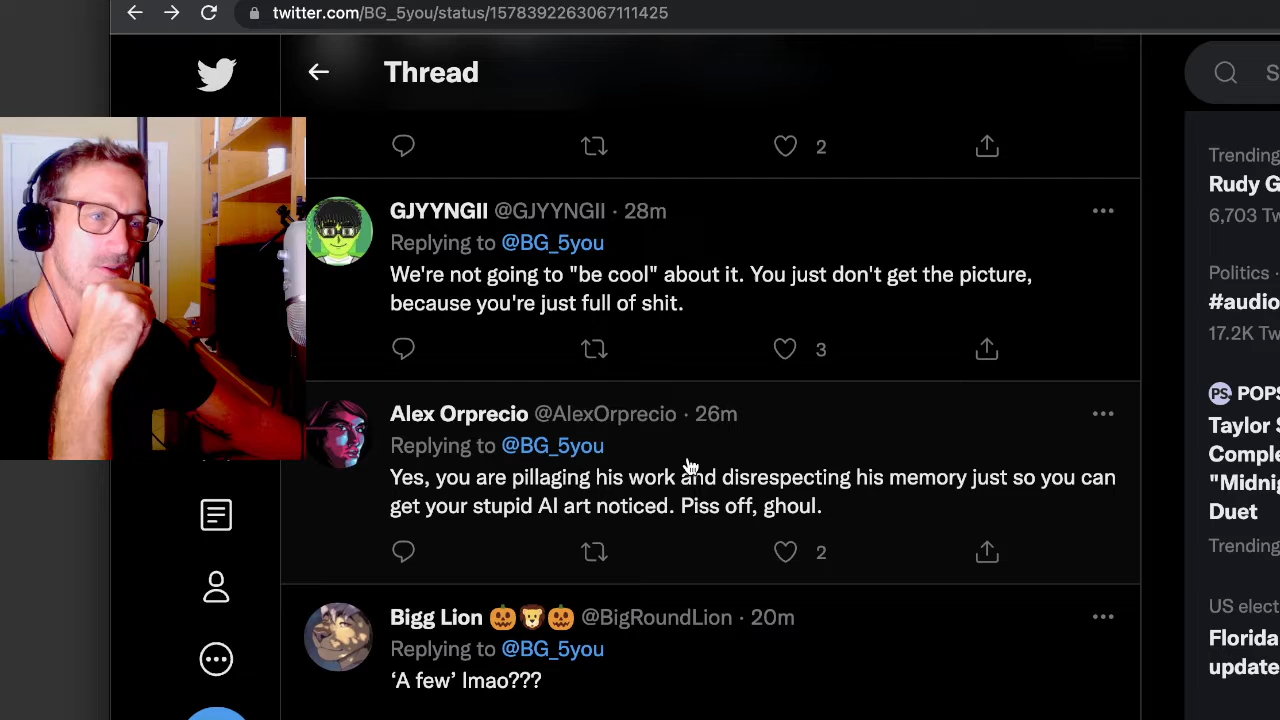 twitter.com/BG_5you/status/1578392263067111425
Thread
2
GJYYNGII @GJYYNGII · 28m
Replying to @BG_5you
We're not going to "be cool" about it. You just don't get the picture,
because you're just full of shit.
3
Alex Orprecio @AlexOrprecio · 26m
Replying to @BG_5you
Yes, you are pillaging his work and disrespecting his memory just so you can
get your stupid AI art noticed. Piss off, ghoul.
2
Bigg Lion 🎃🦁🎃 @BigRoundLion · 20m
Replying to @BG_5you
‘A few’ lmao???
S
Trending
Rudy G
6,703 Tw
Politics ·
#audio
17.2K Tw
PS POPS
Taylor S
Comple
"Midni
Duet
Trending
US elect
Florida
update